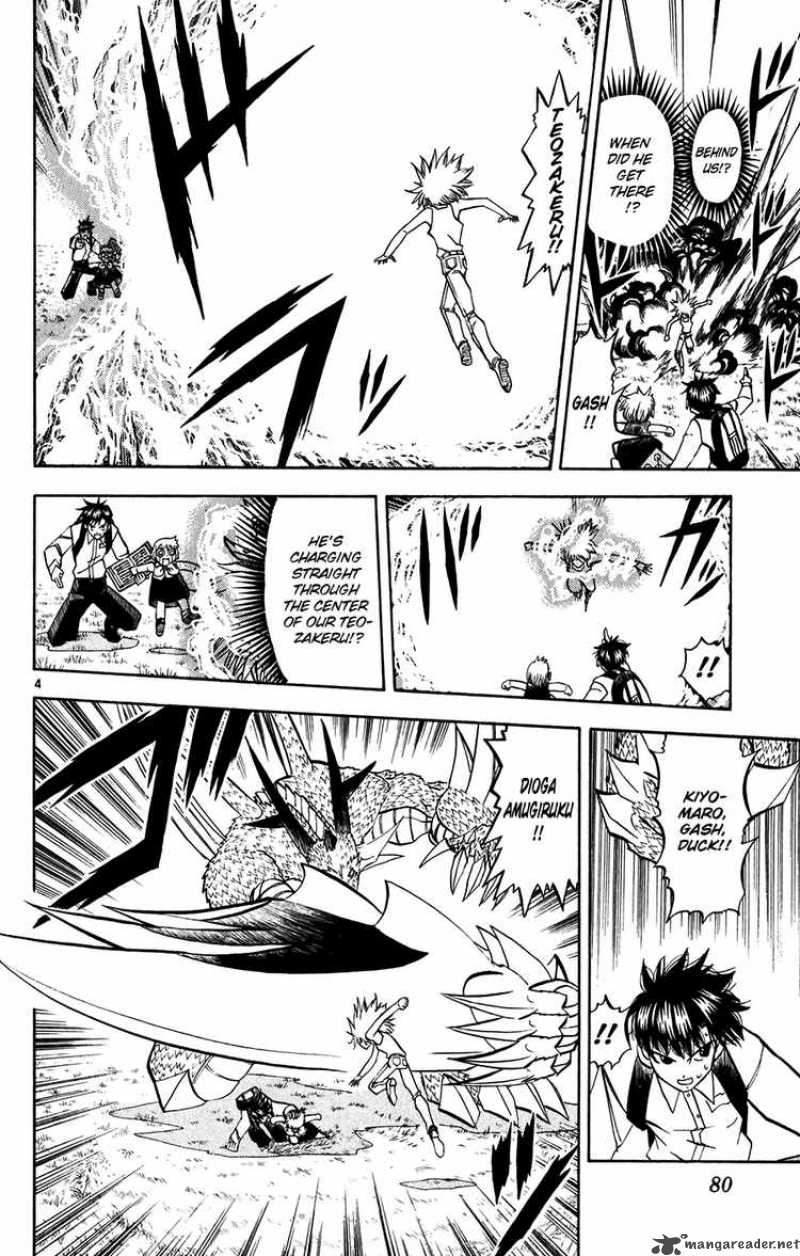 BEHIND
US!?
WHEN
DID HE
GET
THERE
!?
GASH
!!
TEOZAKERU!!
!!
HE'S
CHARGING
STRAIGHT
THROUGH
THE CENTER
OF OUR TEO-
ZAKERU!?
4
KIYO-
MARO,
GASH,
DUCK!!
!!
DIOGA
AMUGIRUKU
!!
80
mangareader.net